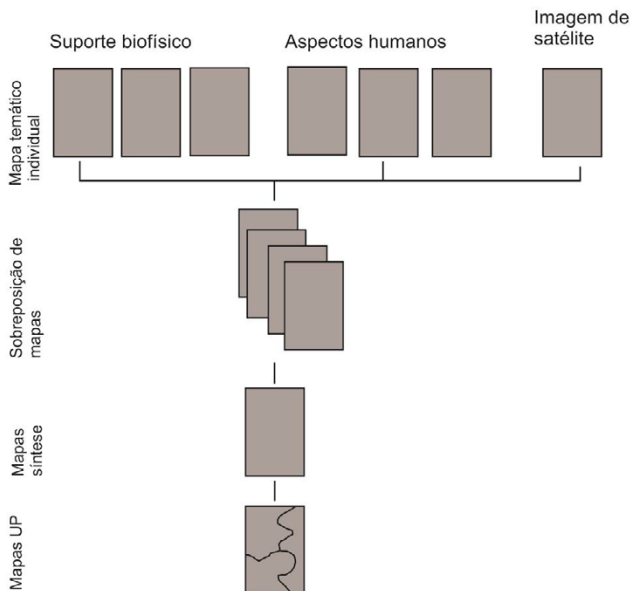 Imagem de
satélite
Suporte biofísico
Aspectos humanos
Mapa temático
individual
Sobreposição de
mapas
Mapas
síntese
Mapas UP